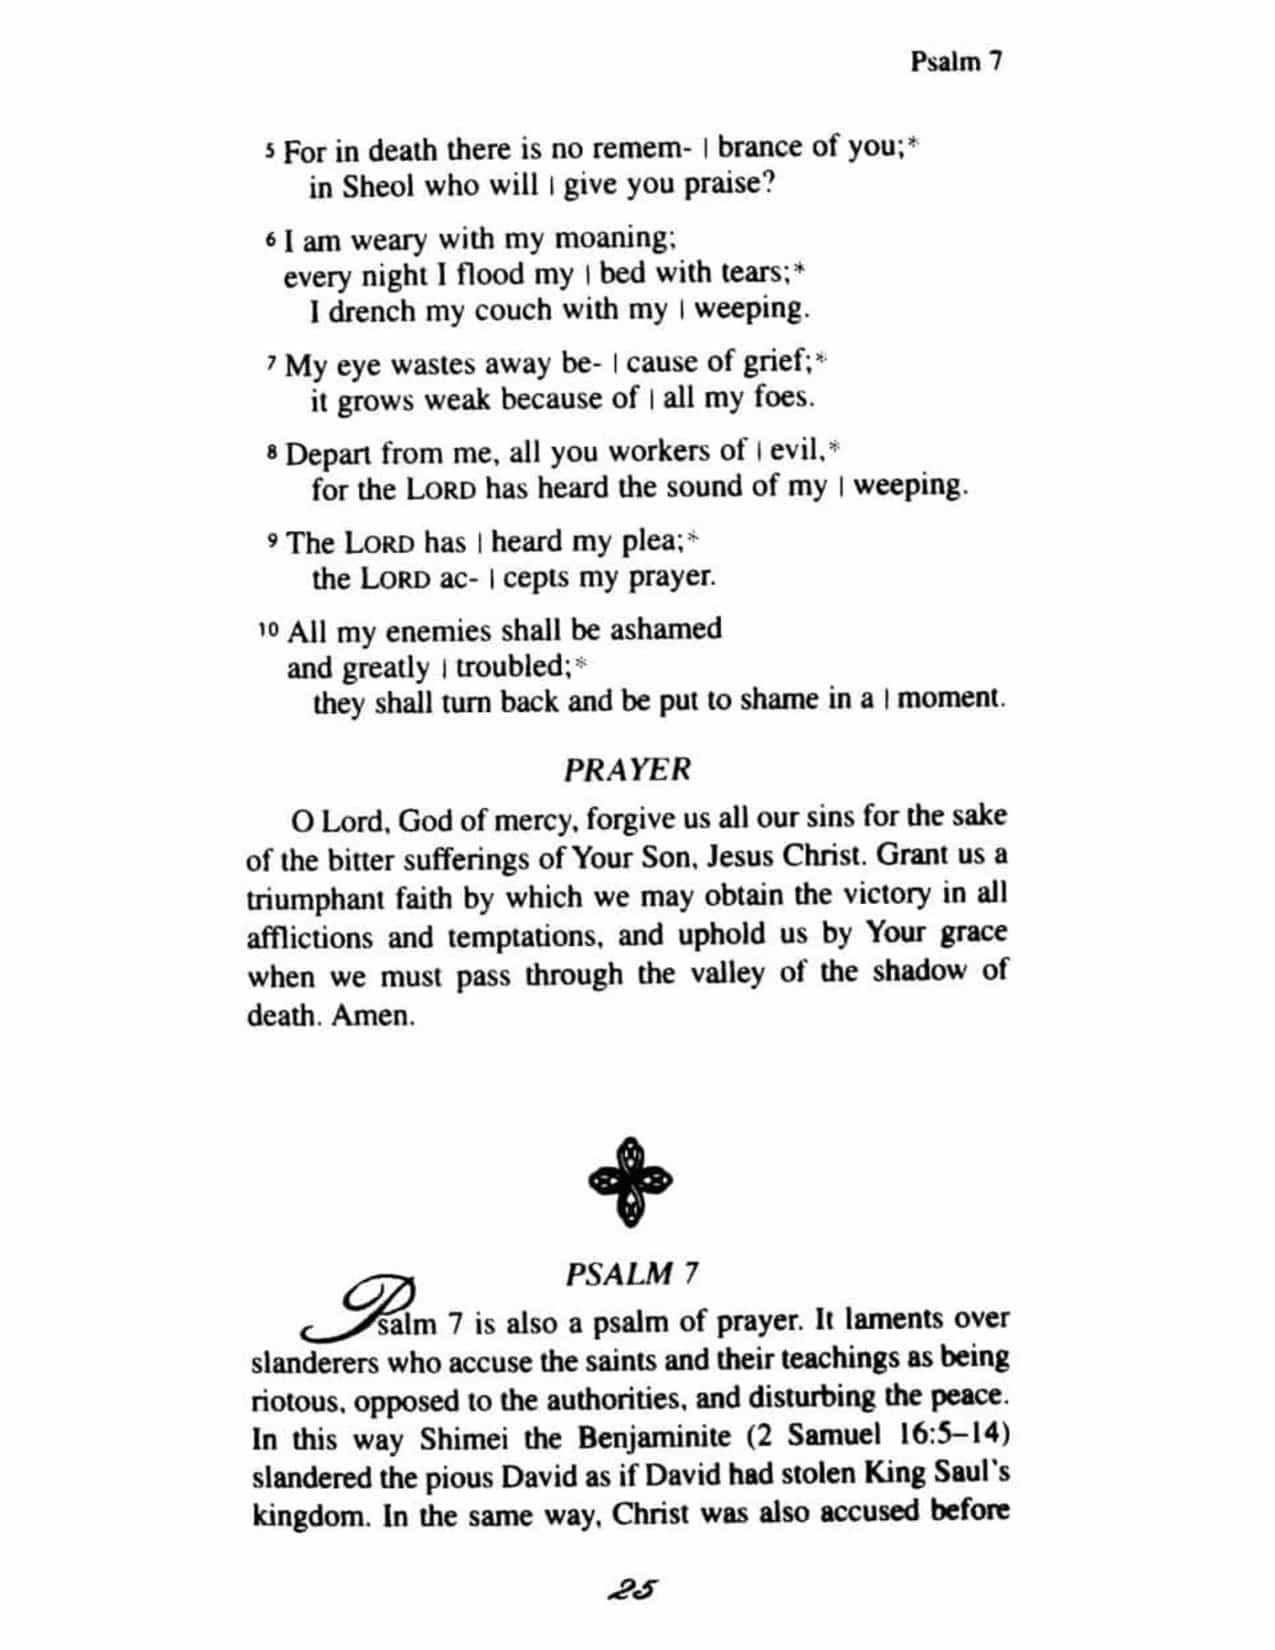 Psalm 7
5 For in death there is no remem- | brance of you;*
in Sheol who will | give you praise?
6 I am weary with my moaning;
every night I flood my | bed with tears;*
I drench my couch with my | weeping.
7 My eye wastes away be- | cause of grief;*
it grows weak because of | all my foes.
8 Depart from me, all you workers of | evil,*
for the LORD has heard the sound of my | weeping.
9 The LORD has | heard my plea;*
the LORD ac- | cepts my prayer.
10 All my enemies shall be ashamed
and greatly | troubled;*
they shall turn back and be put to shame in a | moment.
PRAYER
O Lord, God of mercy, forgive us all our sins for the sake
of the bitter sufferings of Your Son, Jesus Christ. Grant us a
triumphant faith by which we may obtain the victory in all
afflictions and temptations, and uphold us by Your grace
when we must pass through the valley of the shadow of
death. Amen.
PSALM 7
Psalm 7 is also a psalm of prayer. It laments over
slanderers who accuse the saints and their teachings as being
riotous, opposed to the authorities, and disturbing the peace.
In this way Shimei the Benjaminite (2 Samuel 16:5–14)
slandered the pious David as if David had stolen King Saul's
kingdom. In the same way, Christ was also accused before
25